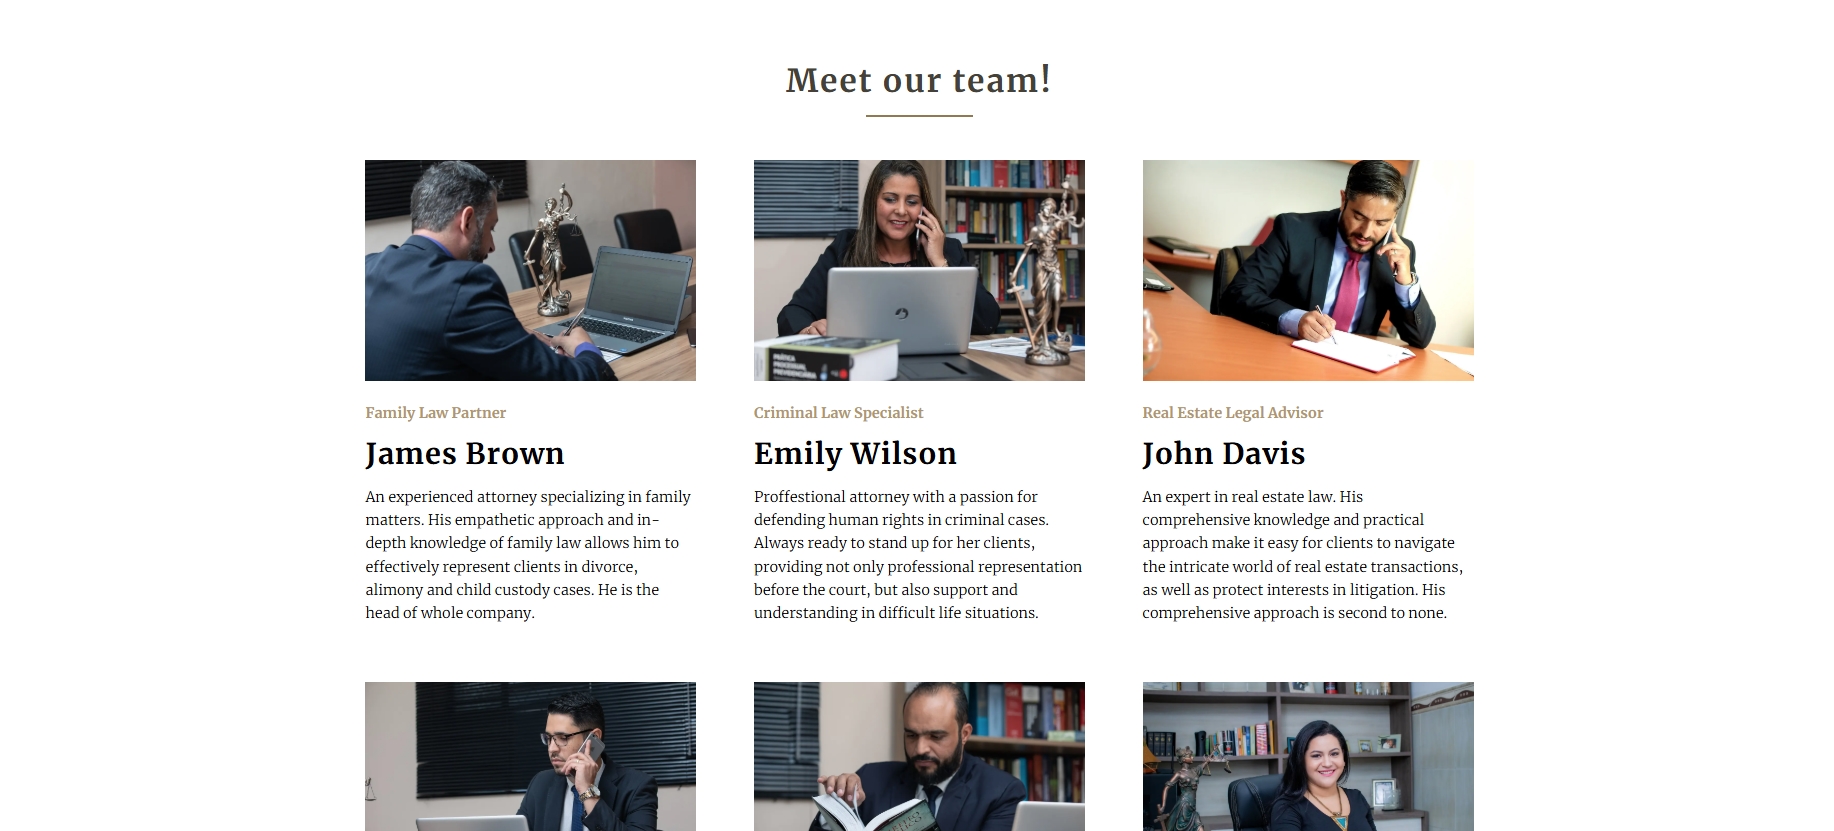 Meet our team!
Family Law Partner
James Brown
An experienced attorney specializing in family
matters. His empathetic approach and in-
depth knowledge of family law allows him to
effectively represent clients in divorce,
alimony and child custody cases. He is the
head of whole company.
Criminal Law Specialist
Emily Wilson
Proffestional attorney with a passion for
defending human rights in criminal cases.
Always ready to stand up for her clients,
providing not only professional representation
before the court, but also support and
understanding in difficult life situations.
Real Estate Legal Advisor
John Davis
An expert in real estate law. His
comprehensive knowledge and practical
approach make it easy for clients to navigate
the intricate world of real estate transactions,
as well as protect interests in litigation. His
comprehensive approach is second to none.
PRÁTICA
PROCESSUAL
PREVIDENCIÁRIA